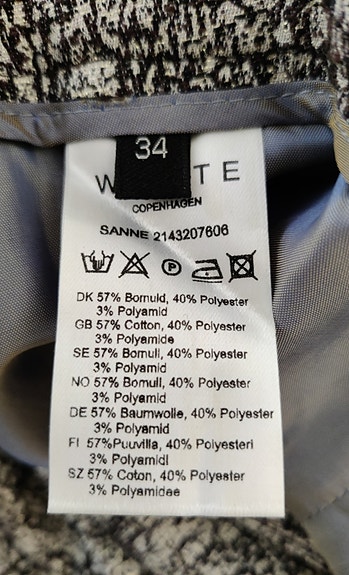 34
W TE
COPENHAGEN
SANNE 2143207606
P
DK 57% Bomuld, 40% Polyester
3% Polyamid
GB 57% Cotton, 40% Polyester
3% Polyamide
SE 57% Bomull, 40% Polyester
3% Polyamid
NO 57% Bomull, 40% Polyester
3% Polyamid
DE 57% Baumwolle, 40% Polyester
3% Polyamid
FI 57%Puuvilla, 40% Polyesteri
3% Polyamidi
SZ 57% Coton, 40% Polyester
3% Polyamidae